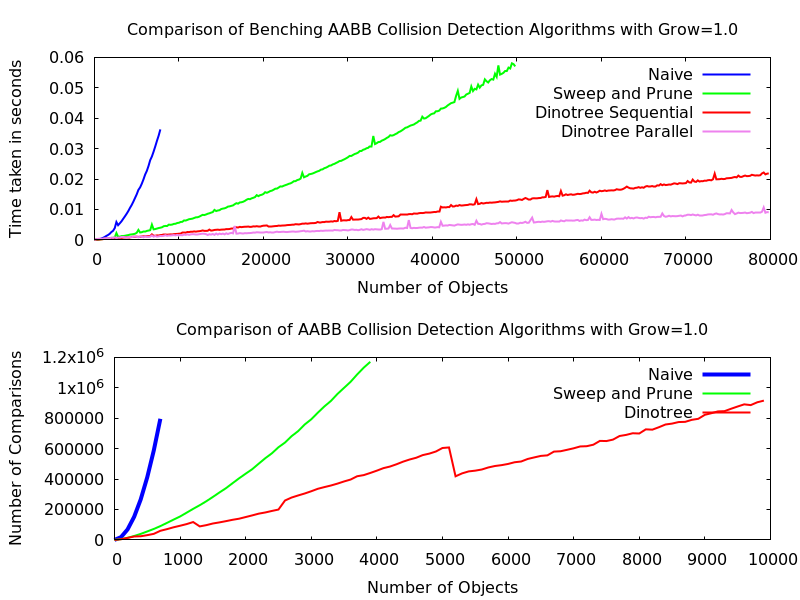 Comparison of Benching AABB Collision Detection Algorithms with Grow=1.0
Time taken in seconds
0.06
0.05
0.04
0.03
0.02
0.01
0
Naive
Sweep and Prune
Dinotree Sequential
Dinotree Parallel
0 10000 20000 30000 40000 50000 60000 70000 80000
Number of Objects
Comparison of AABB Collision Detection Algorithms with Grow=1.0
Number of Comparisons
1.2x10⁶
1x10⁶
800000
600000
400000
200000
0
Naive
Sweep and Prune
Dinotree
0 1000 2000 3000 4000 5000 6000 7000 8000 9000 10000
Number of Objects